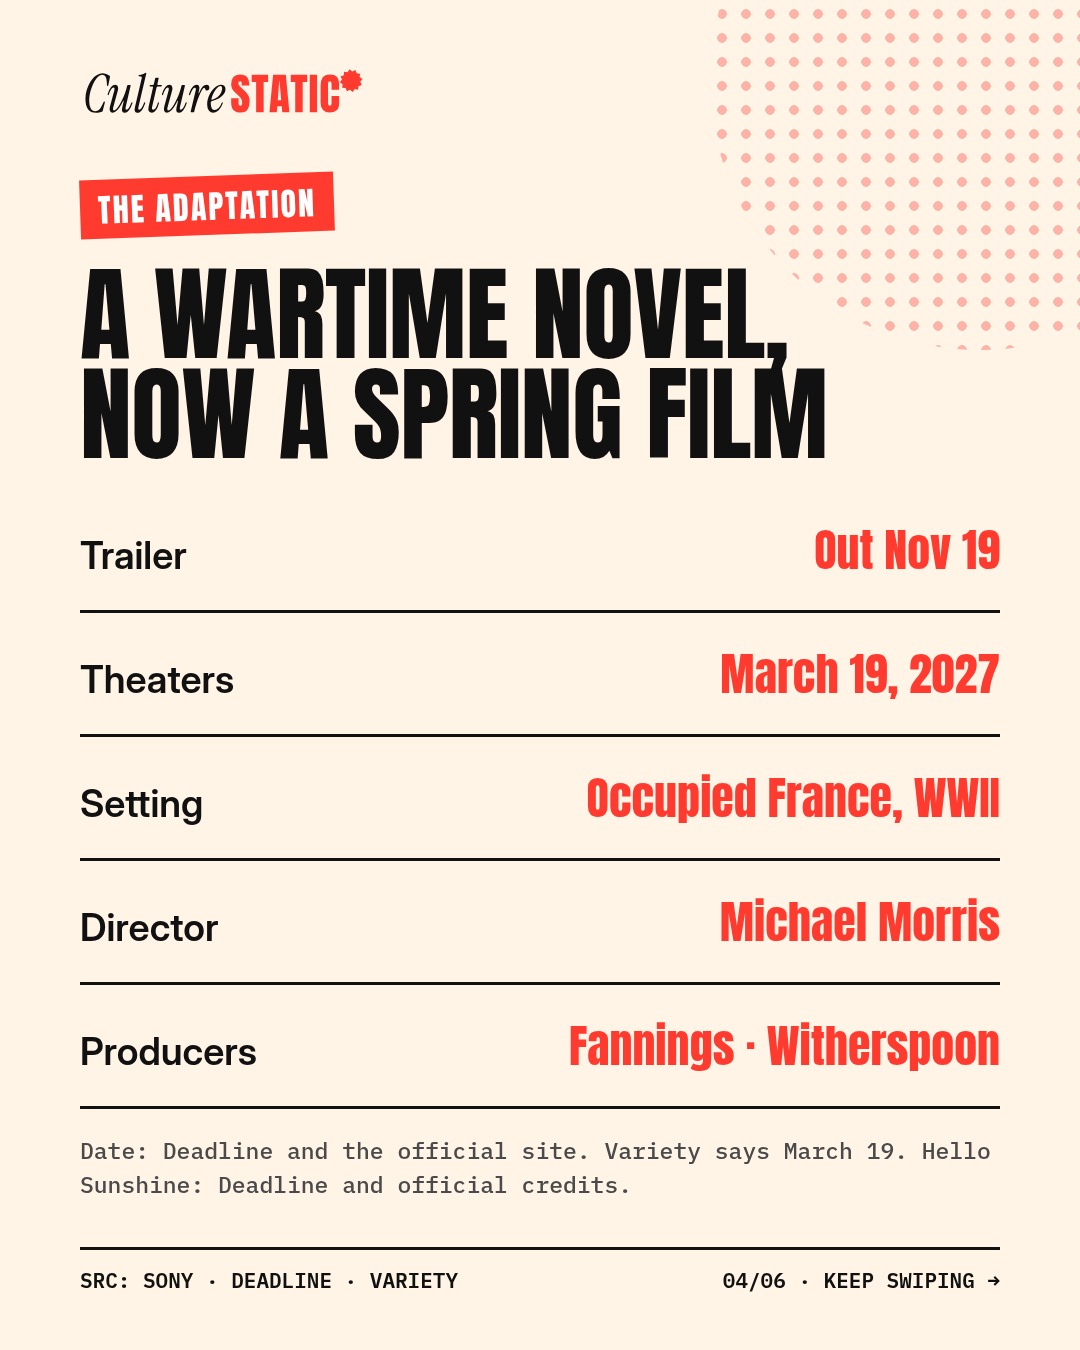 Culture STATIC
THE ADAPTATION
A WARTIME NOVEL,
NOW A SPRING FILM
Trailer Out Nov 19
Theaters March 19, 2027
Setting Occupied France, WWII
Director Michael Morris
Producers Fannings · Witherspoon
Date: Deadline and the official site. Variety says March 19. Hello
Sunshine: Deadline and official credits.
SRC: SONY · DEADLINE · VARIETY 04/06 · KEEP SWIPING →